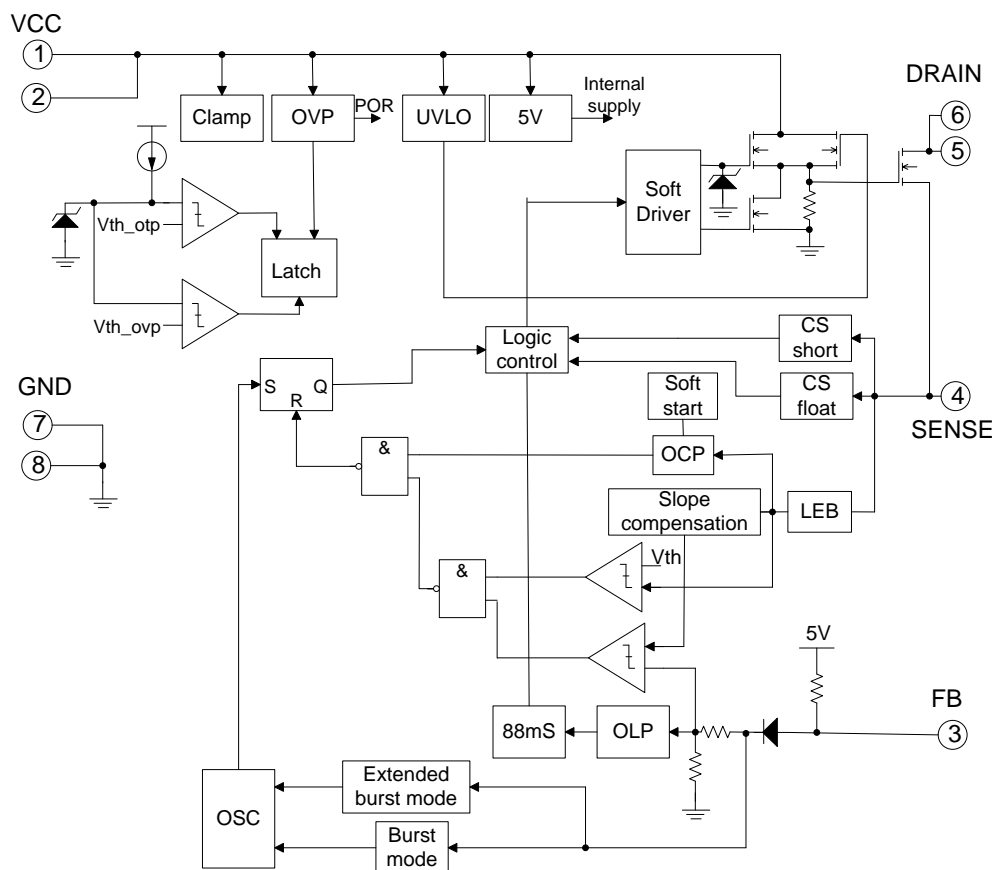 VCC
1
2
DRAIN
6
5
Clamp
OVP
POR
UVLO
5V
Internal
supply
Soft
Driver
Vth_otp
Latch
Vth_ovp
Logic
control
CS
short
CS
float
4
SENSE
S
Q
R
GND
7
8
Soft
start
&
OCP
Slope
compensation
LEB
Vth
&
5V
FB
3
88mS
OLP
OSC
Extended
burst mode
Burst
mode